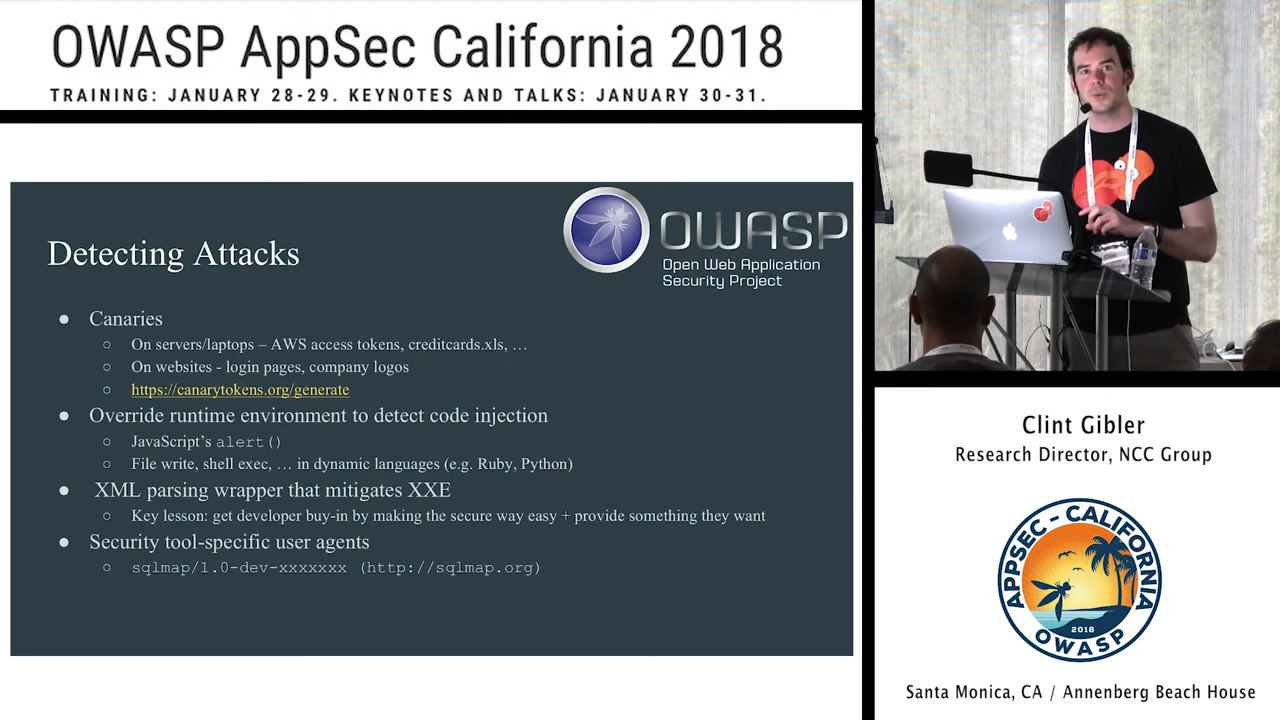 OWASP AppSec California 2018
TRAINING: JANUARY 28-29. KEYNOTES AND TALKS: JANUARY 30-31.
OWASP
Open Web Application
Security Project
Detecting Attacks
● Canaries
○ On servers/laptops – AWS access tokens, creditcards.xls, …
○ On websites - login pages, company logos
○ https://canarytokens.org/generate
● Override runtime environment to detect code injection
○ JavaScript's alert()
○ File write, shell exec, … in dynamic languages (e.g. Ruby, Python)
● XML parsing wrapper that mitigates XXE
○ Key lesson: get developer buy-in by making the secure way easy + provide something they want
● Security tool-specific user agents
○ sqlmap/1.0-dev-xxxxxxx (http://sqlmap.org)
Clint
Clint Gibler
Research Director, NCC Group
APPSEC - CALIFORNIA
2018
OWASP
Santa Monica, CA / Annenberg Beach House